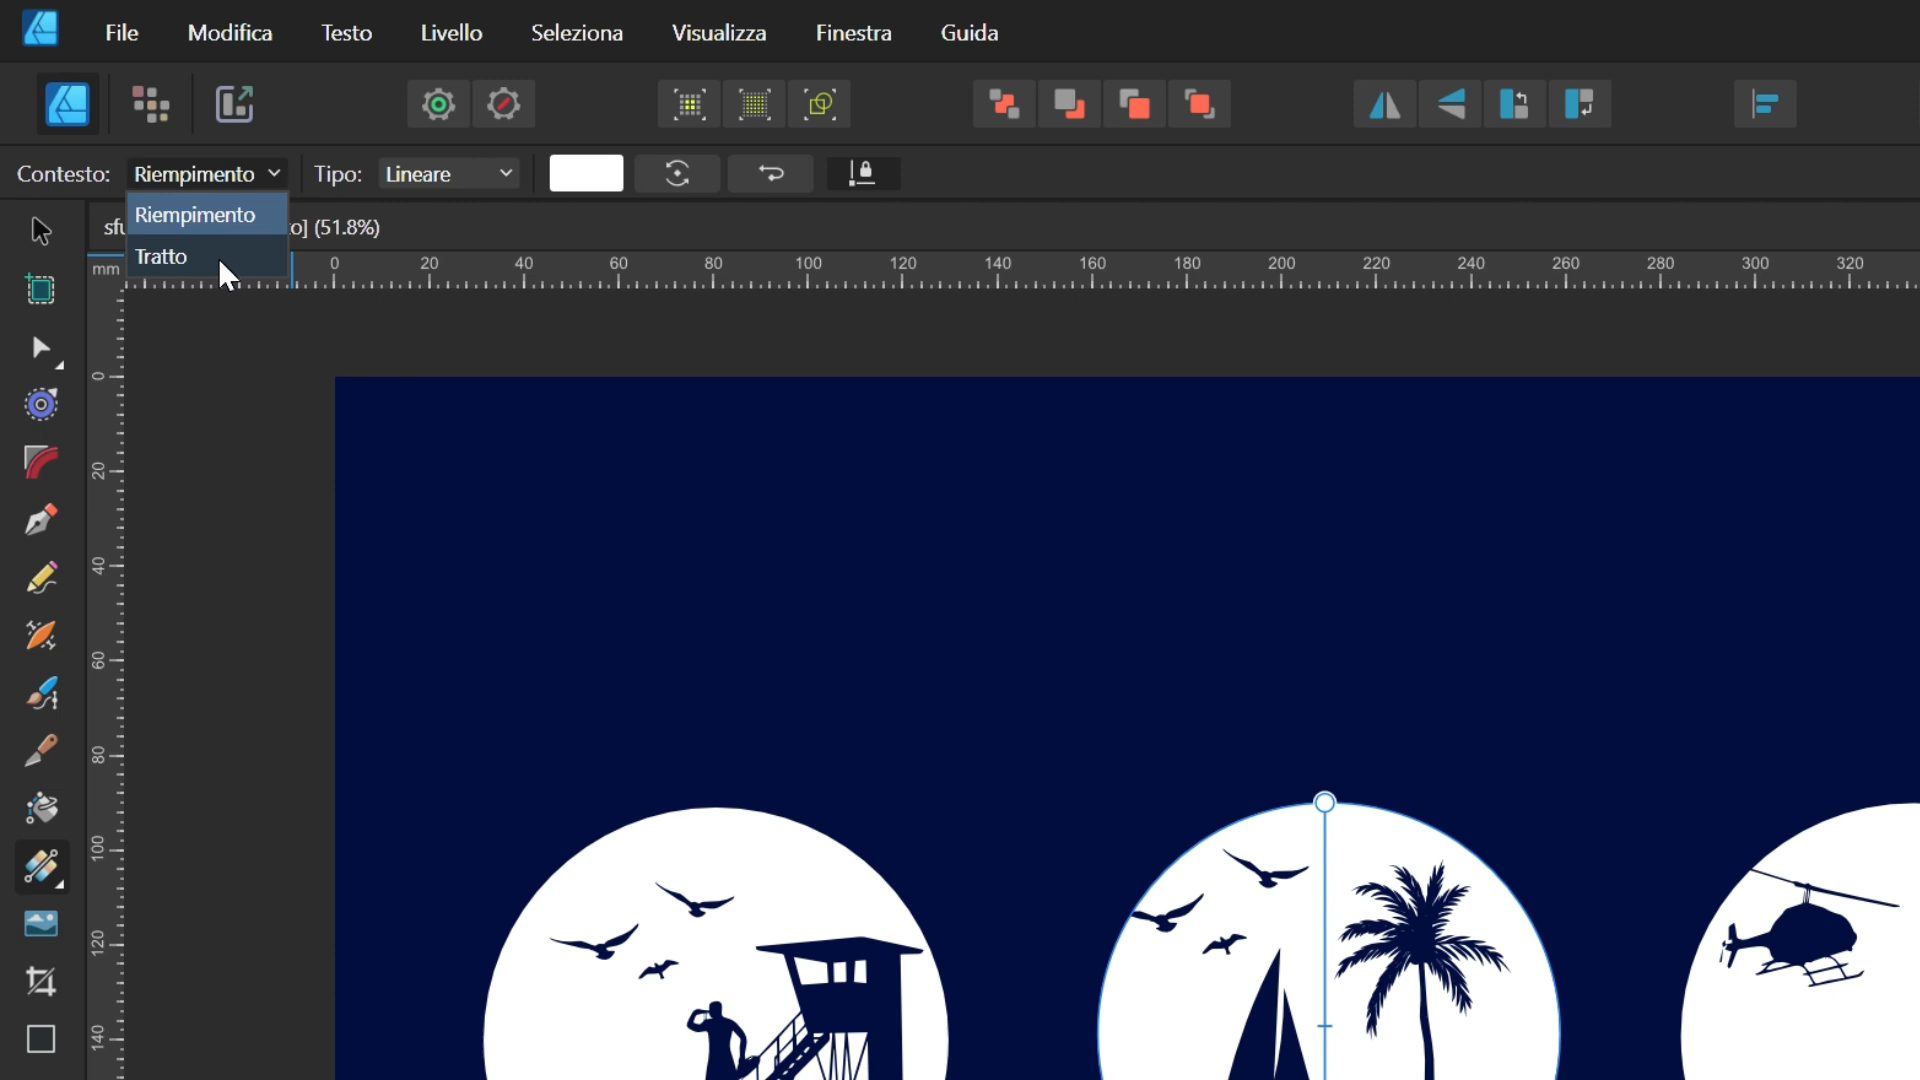 File Modifica Testo Livello Seleziona Visualizza Finestra Guida
Contesto: Riempimento Tipo: Lineare
Riempimento
Tratto
sfu o] (51.8%)
mm 0 20 40 60 80 100 120 140 160 180 200 220 240 260 280 300 320
0
20
40
60
80
100
120
140